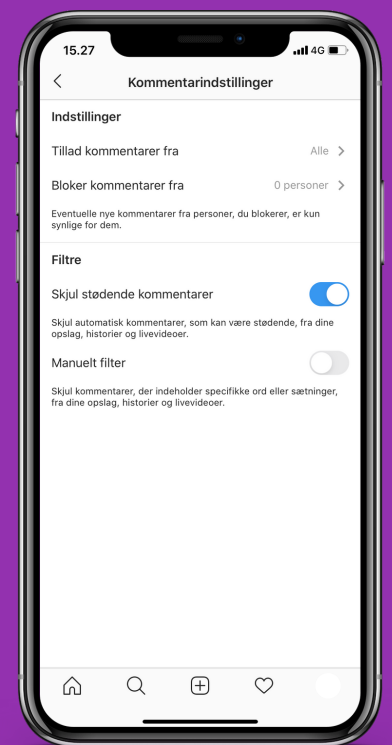 15.27
4G
Kommentarindstillinger
Indstillinger
Tillad kommentarer fra Alle
Bloker kommentarer fra 0 personer
Eventuelle nye kommentarer fra personer, du blokerer, er kun
synlige for dem.
Filtre
Skjul stødende kommentarer
Skjul automatisk kommentarer, som kan være stødende, fra dine
opslag, historier og livevideoer.
Manuelt filter
Skjul kommentarer, der indeholder specifikke ord eller sætninger,
fra dine opslag, historier og livevideoer.